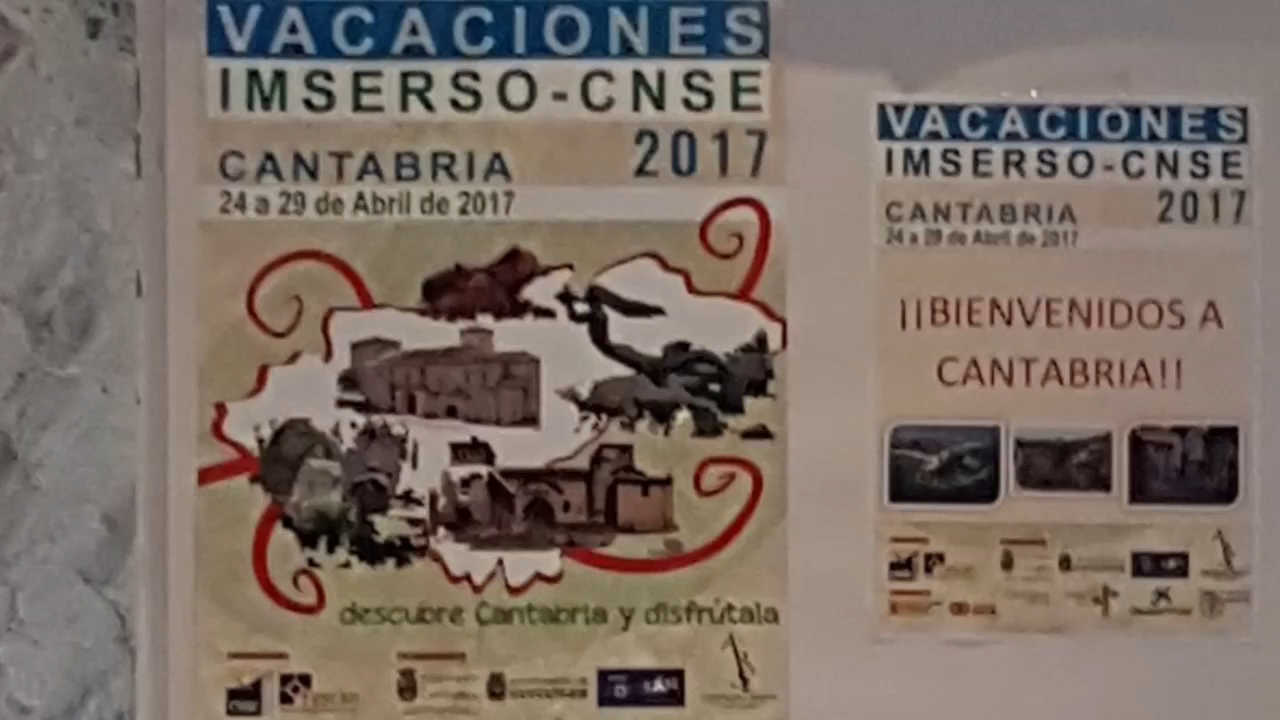 VACACIONES
IMSERSO-CNSE
2017
CANTABRIA
24 a 29 de Abril de 2017
descubre Cantabria y disfrútala
VACACIONES
IMSERSO-CNSE
2017
CANTABRIA
24 a 29 de Abril de 2017
¡¡BIENVENIDOS A
CANTABRIA!!